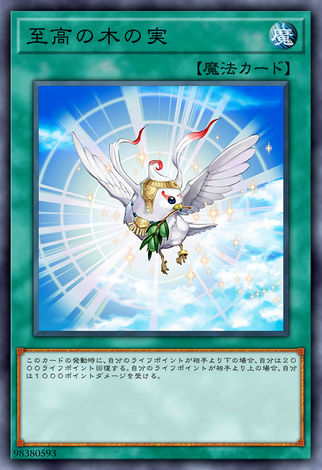 至高の木の実
魔
【魔法カード】
このカードの発動時に、自分のライフポイントが相手より下の場合、自分は2０
００ライフポイント回復する。自分のライフポイントが相手より上の場合、自分
は１０００ポイントダメージを受ける。
98380593